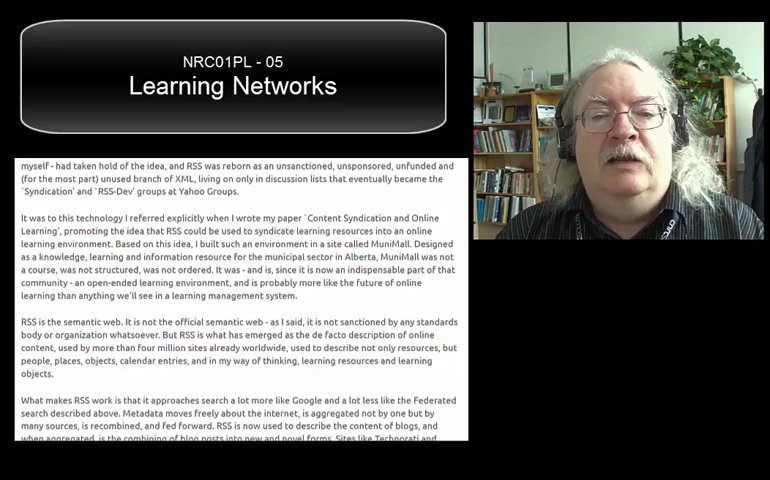 NRC01PL - 05
Learning Networks
myself - had taken hold of the idea, and RSS was reborn as an unsanctioned, unsponsored, unfunded and
(for the most part) unused branch of XML, living on only in discussion lists that eventually became the
`Syndication' and `RSS-Dev' groups at Yahoo Groups.
It was to this technology I referred explicitly when I wrote my paper `Content Syndication and Online
Learning', promoting the idea that RSS could be used to syndicate learning resources into an online
learning environment. Based on this idea, I built such an environment in a site called MuniMall. Designed
as a knowledge, learning and information resource for the municipal sector in Alberta, MuniMall was not
a course, was not structured, was not ordered. It was - and is, since it is now an indispensable part of that
community - an open-ended learning environment, and is probably more like the future of online
learning than anything we'll see in a learning management system.
RSS is the semantic web. It is not the official semantic web - as I said, it is not sanctioned by any standards
body or organization whatsoever. But RSS is what has emerged as the de facto description of online
content, used by more than four million sites already worldwide, used to describe not only resources, but
people, places, objects, calendar entries, and in my way of thinking, learning resources and learning
objects.
What makes RSS work is that it approaches search a lot more like Google and a lot less like the Federated
search described above. Metadata moves freely about the internet, is aggregated not by one but by
many sources, is recombined, and fed forward. RSS is now used to describe the content of blogs, and
when aggregated, is the combining of blog posts into new and novel forms. Sites like Technorati and